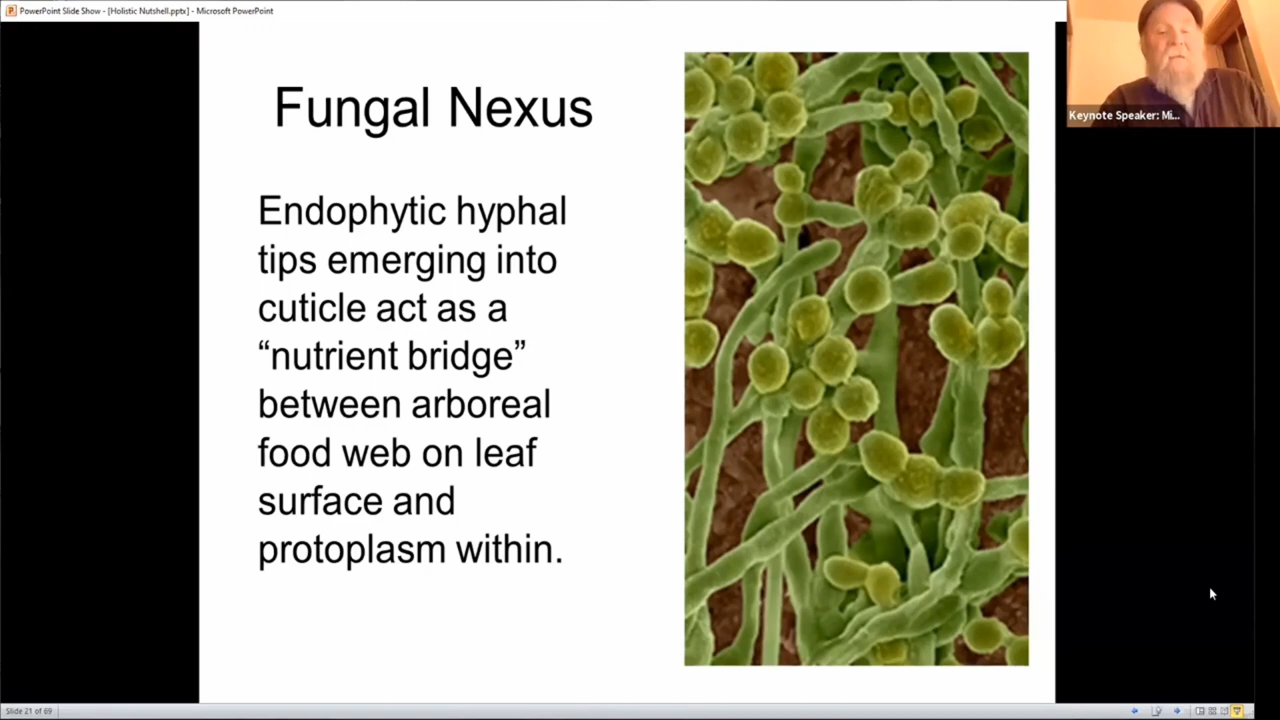 PowerPoint Slide Show - [Holistic Nutshell.pptx] - Microsoft PowerPoint
Keynote Speaker: Mi...
Fungal Nexus
Endophytic hyphal
tips emerging into
cuticle act as a
“nutrient bridge”
between arboreal
food web on leaf
surface and
protoplasm within.
Slide 21 of 69